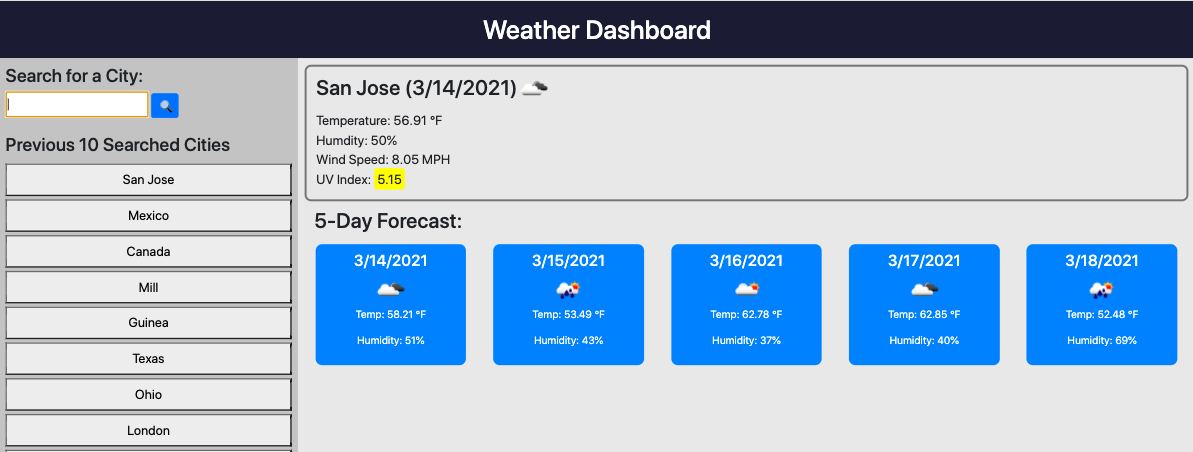 Weather Dashboard
Search for a City:
Previous 10 Searched Cities
San Jose
Mexico
Canada
Mill
Guinea
Texas
Ohio
London
San Jose (3/14/2021)
Temperature: 56.91 °F
Humdity: 50%
Wind Speed: 8.05 MPH
UV Index: 5.15
5-Day Forecast:
3/14/2021
Temp: 58.21 °F
Humidity: 51%
3/15/2021
Temp: 53.49 °F
Humidity: 43%
3/16/2021
Temp: 62.78 °F
Humidity: 37%
3/17/2021
Temp: 62.85 °F
Humidity: 40%
3/18/2021
Temp: 52.48 °F
Humidity: 69%